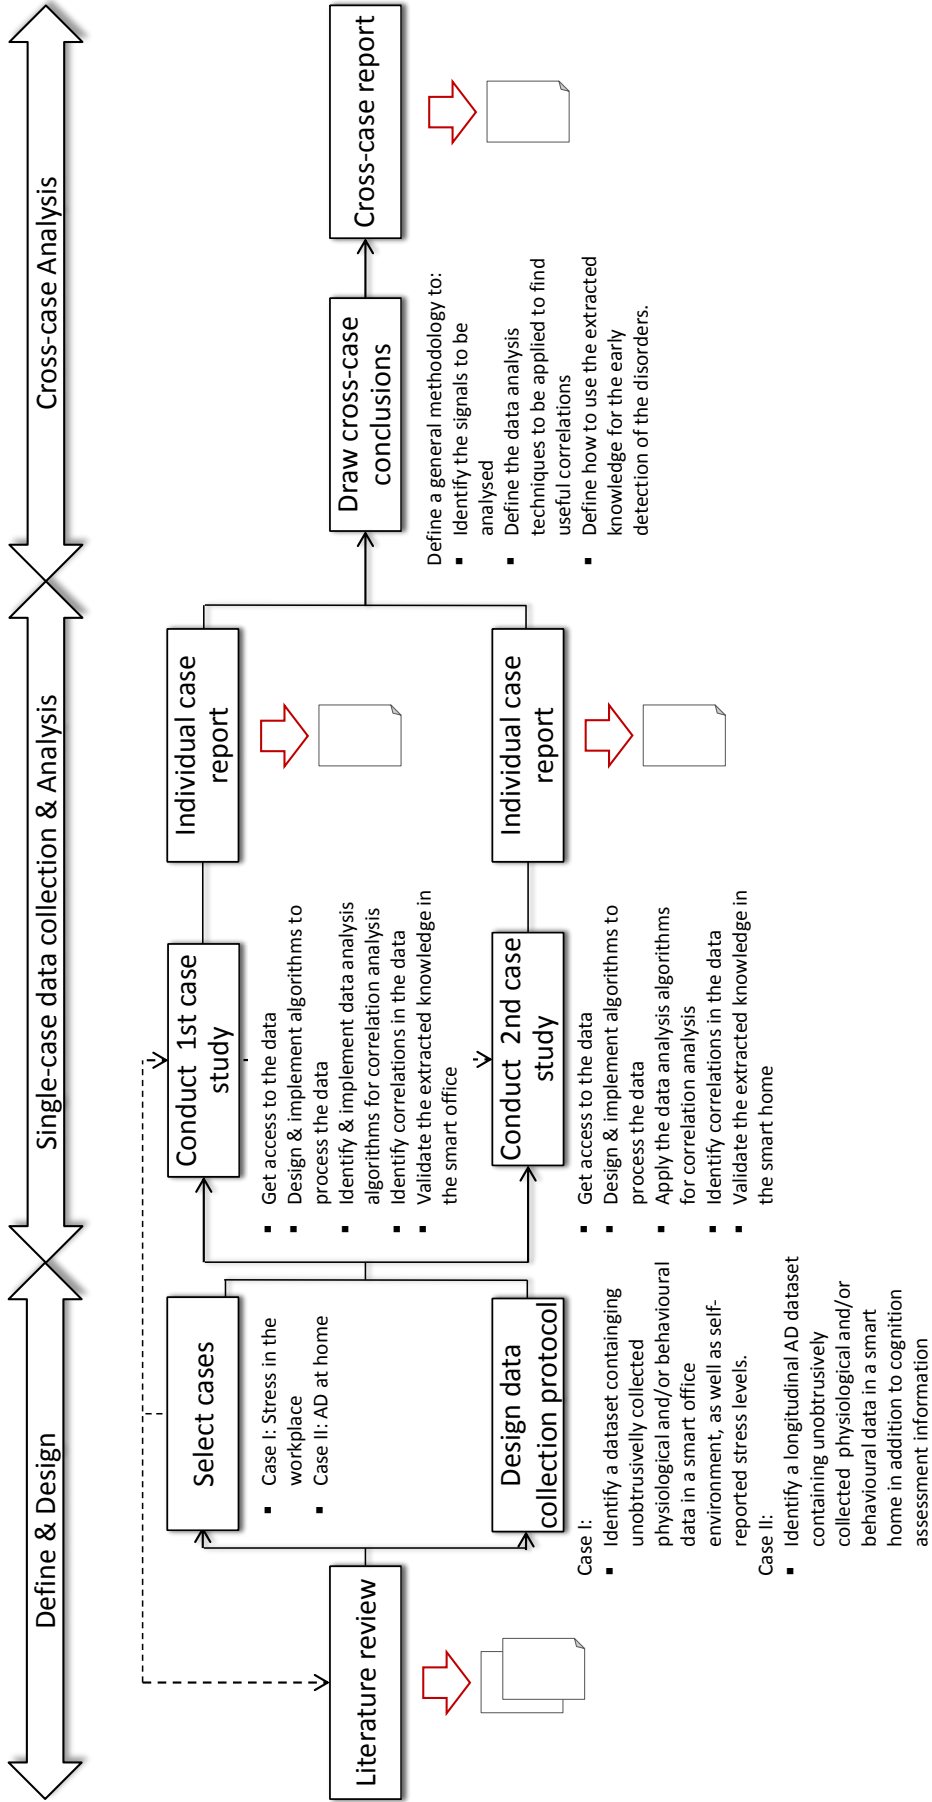 Define & Design
Single-case data collection & Analysis
Cross-case Analysis
Literature review
Select cases
▪ Case I: Stress in the
workplace
▪ Case II: AD at home
Design data
collection protocol
Case I:
▪ Identify a dataset containging
unobtrusivelly collected
physiological and/or behavioural
data in a smart office
environment, as well as self-
reported stress levels.
Case II:
▪ Identify a longitudinal AD dataset
containing unobtrusively
collected physiological and/or
behavioural data in a smart
home in addition to cognition
assessment information
Conduct 1st case
study
▪ Get access to the data
▪ Design & implement algorithms to
process the data
▪ Identify & implement data analysis
algorithms for correlation analysis
▪ Identify correlations in the data
▪ Validate the extracted knowledge in
the smart office
Conduct 2nd case
study
▪ Get access to the data
▪ Design & implement algorithms to
process the data
▪ Apply the data analysis algorithms
for correlation analysis
▪ Identify correlations in the data
▪ Validate the extracted knowledge in
the smart home
Individual case
report
Individual case
report
Draw cross-case
conclusions
Define a general methodology to:
▪ Identify the signals to be
analysed
▪ Define the data analysis
techniques to be applied to find
useful correlations
▪ Define how to use the extracted
knowledge for the early
detection of the disorders.
Cross-case report